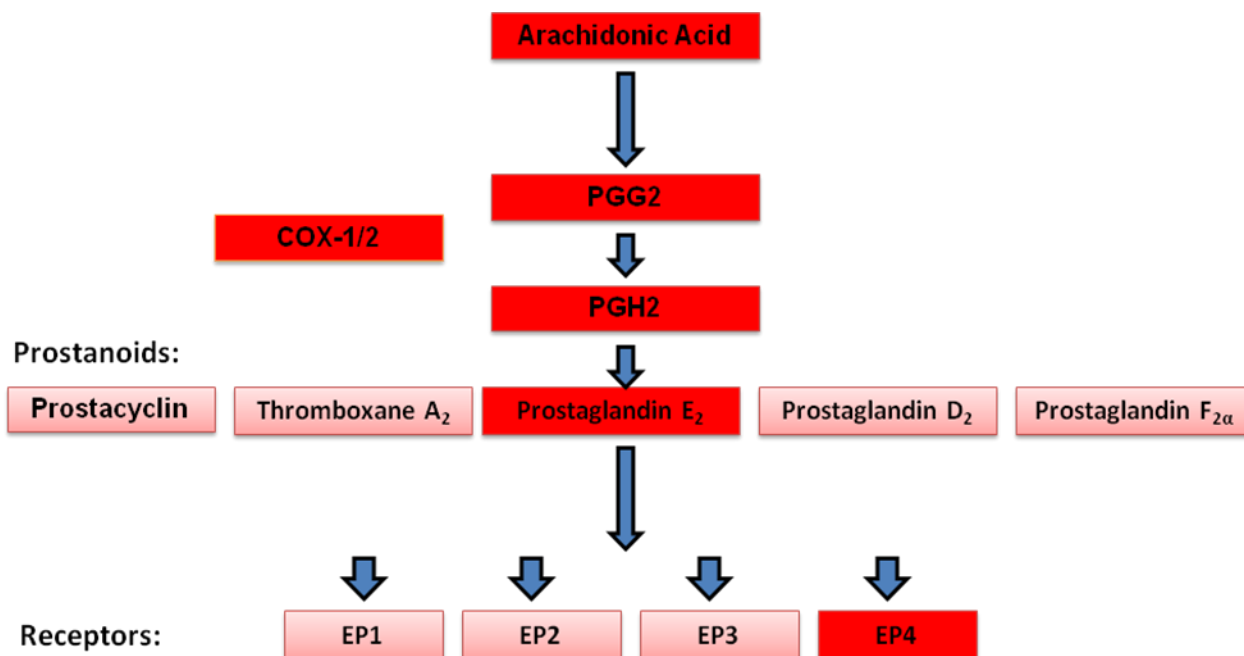 Arachidonic Acid
PGG2
COX-1/2
PGH2
Prostanoids:
Prostacyclin
Thromboxane A₂
Prostaglandin E₂
Prostaglandin D₂
Prostaglandin F₂α
Receptors:
EP1
EP2
EP3
EP4